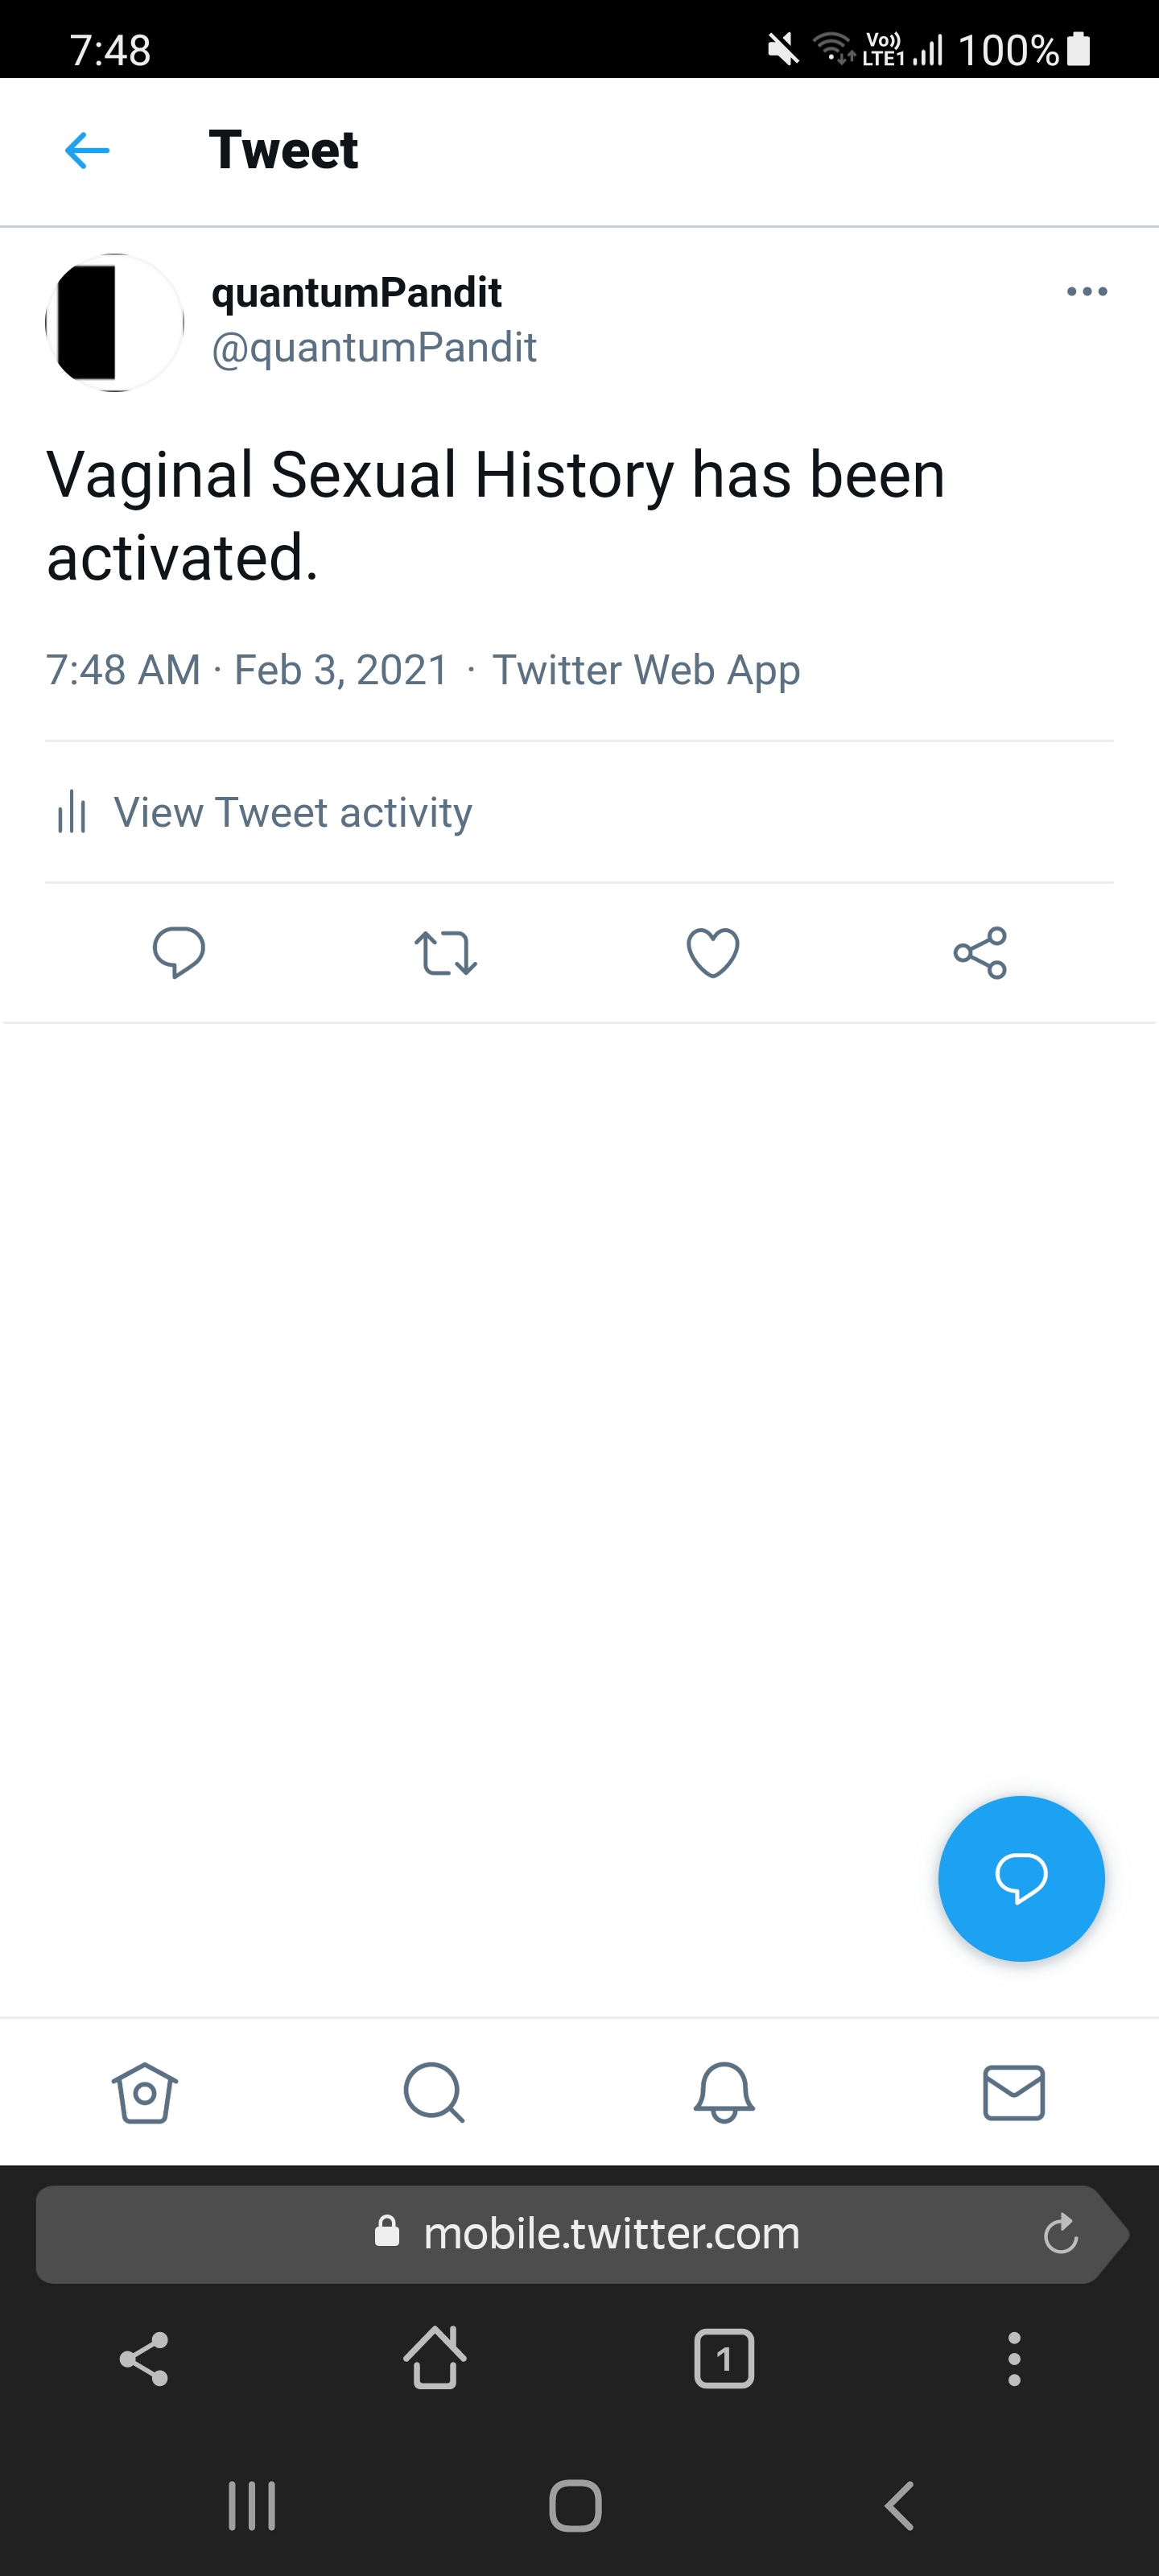 7:48
Vo)) LTE1 100%
Tweet
quantumPandit
@quantumPandit
Vaginal Sexual History has been
activated.
7:48 AM · Feb 3, 2021 · Twitter Web App
View Tweet activity
mobile.twitter.com
1